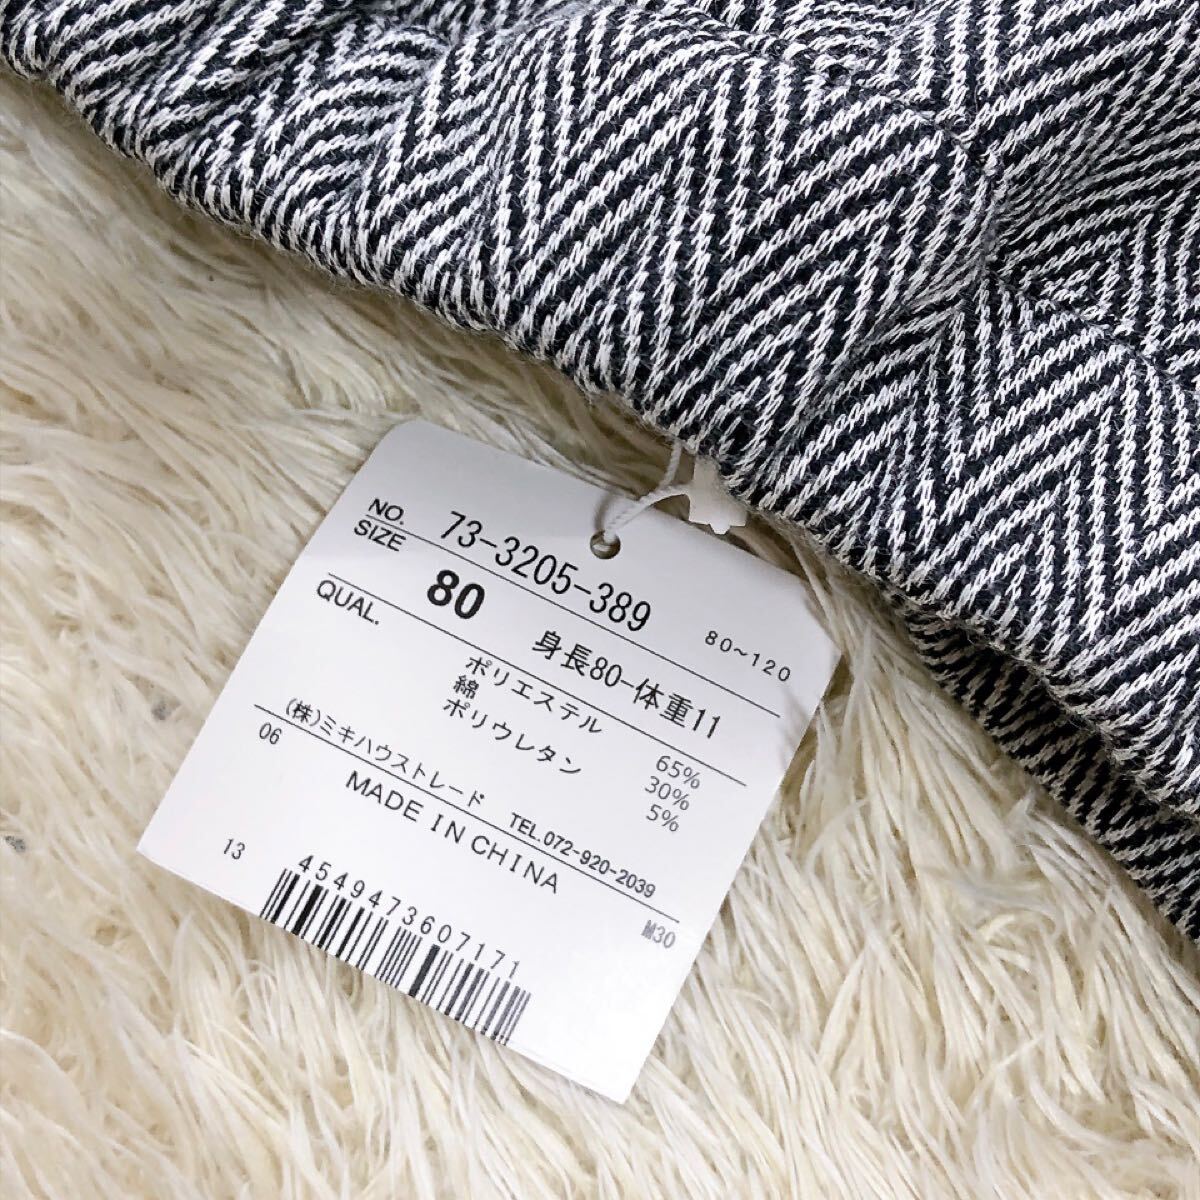 NO. 73-3205-389 80~120
SIZE 80 身長80-体重11
QUAL. ポリエステル 65%
綿 30%
ポリウレタン 5%
(株)ミキハウストレード TEL.072-920-2039
06 MADE IN CHINA M30
13 4549473607171